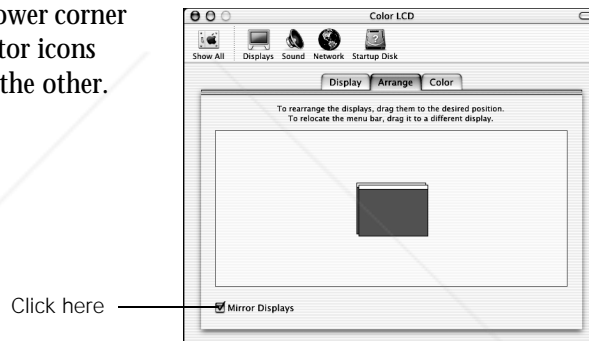 ower corner
tor icons
the other.
Color LCD
Show All Displays Sound Network Startup Disk
Display Arrange Color
To rearrange the displays, drag them to the desired position.
To relocate the menu bar, drag it to a different display.
Click here
Mirror Displays